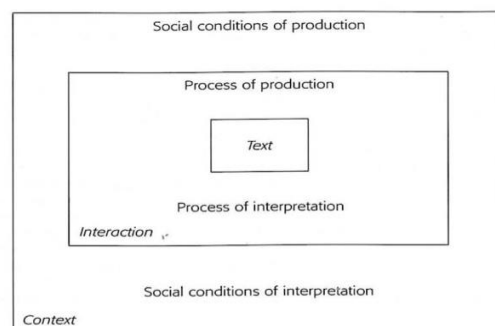 Social conditions of production
Process of production
Text
Process of interpretation
Interaction
Social conditions of interpretation
Context